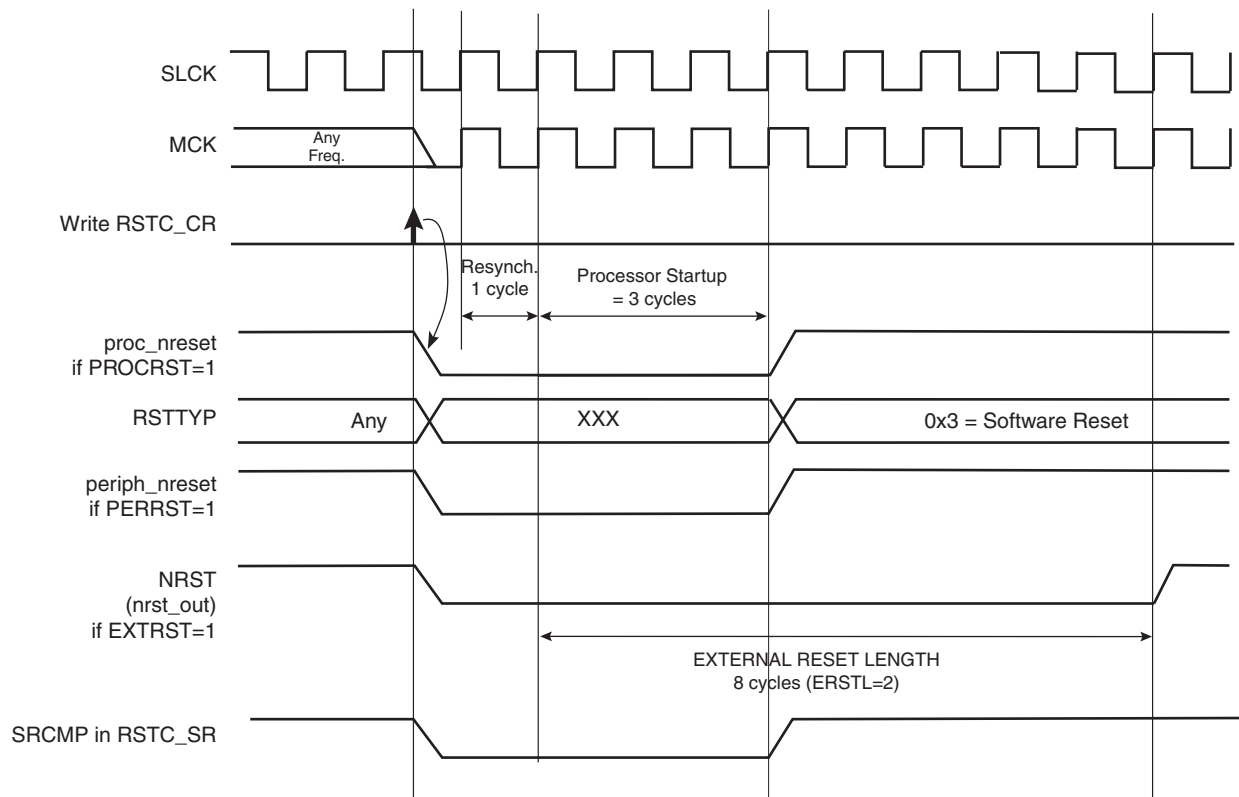 SLCK
MCK
Any
Freq.
Write RSTC_CR
Resynch.
1 cycle
Processor Startup
= 3 cycles
proc_nreset
if PROCRST=1
RSTTYP
Any
XXX
0x3 = Software Reset
periph_nreset
if PERRST=1
NRST
(nrst_out)
if EXTRST=1
EXTERNAL RESET LENGTH
8 cycles (ERSTL=2)
SRCMP in RSTC_SR